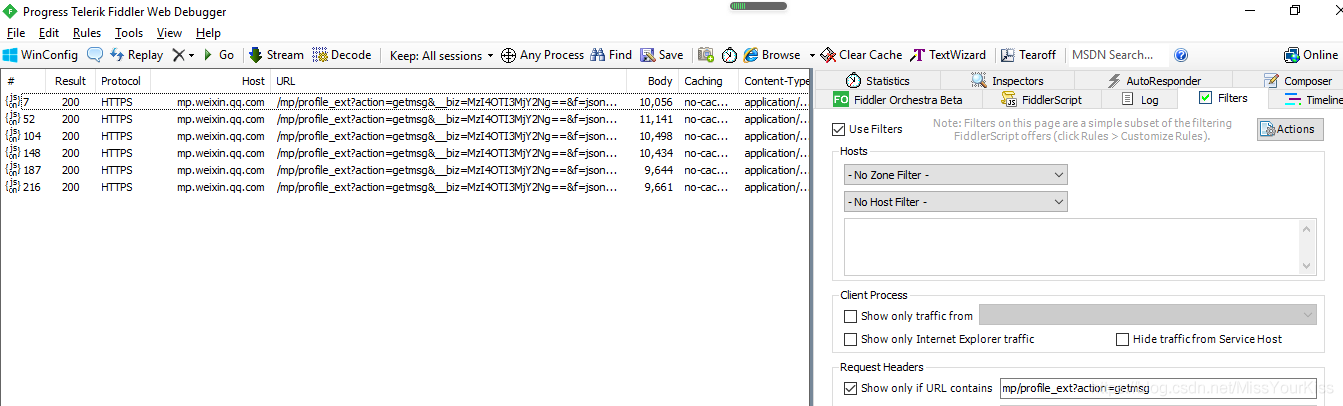 Progress Telerik Fiddler Web Debugger
File Edit Rules Tools View Help
WinConfig Replay Go Stream Decode Keep: All sessions Any Process Find Save Browse Clear Cache TextWizard Tearoff MSDN Search... Online
# Result Protocol Host URL Body Caching Content-Type
7 200 HTTPS mp.weixin.qq.com /mp/profile_ext?action=getmsg&__biz=MzI4OTI3MjY2Ng==&f=json... 10,056 no-cac... application/...
52 200 HTTPS mp.weixin.qq.com /mp/profile_ext?action=getmsg&__biz=MzI4OTI3MjY2Ng==&f=json... 11,141 no-cac... application/...
104 200 HTTPS mp.weixin.qq.com /mp/profile_ext?action=getmsg&__biz=MzI4OTI3MjY2Ng==&f=json... 10,498 no-cac... application/...
148 200 HTTPS mp.weixin.qq.com /mp/profile_ext?action=getmsg&__biz=MzI4OTI3MjY2Ng==&f=json... 10,434 no-cac... application/...
187 200 HTTPS mp.weixin.qq.com /mp/profile_ext?action=getmsg&__biz=MzI4OTI3MjY2Ng==&f=json... 9,644 no-cac... application/...
216 200 HTTPS mp.weixin.qq.com /mp/profile_ext?action=getmsg&__biz=MzI4OTI3MjY2Ng==&f=json... 9,661 no-cac... application/...
Statistics Inspectors AutoResponder Composer
FO Fiddler Orchestra Beta FiddlerScript Log Filters Timeline
Use Filters
Note: Filters on this page are a simple subset of the filtering
FiddlerScript offers (click Rules > Customize Rules).
Actions
Hosts
- No Zone Filter -
- No Host Filter -
Client Process
Show only traffic from
Show only Internet Explorer traffic Hide traffic from Service Host
Request Headers
Show only if URL contains mp/profile_ext?action=getmsg